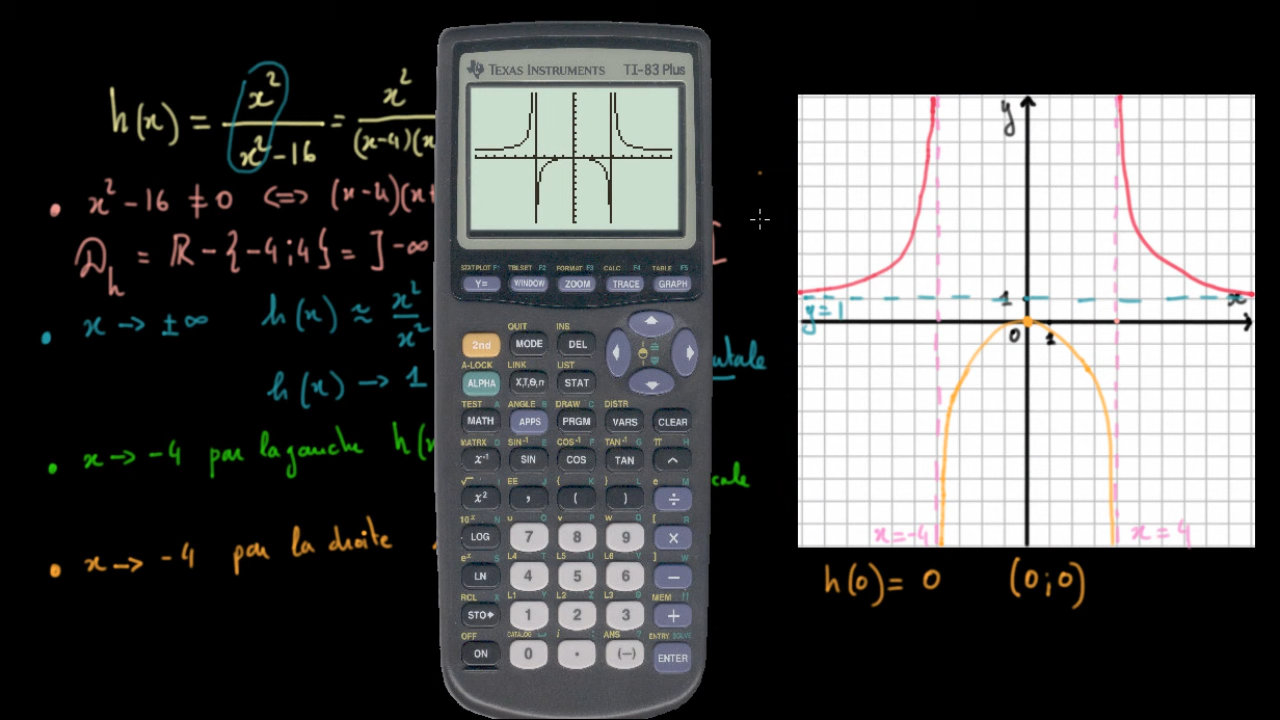 h(x) = x²/x²-16 = x²/(x-4)(x
• x²-16 ≠ 0 <=> (x-4)(x+
D_h = ℝ-{-4;4} = ]-∞ [
• x → ±∞ h(x) ≈ x²/x²
h(x) → 1 ntale
• x → -4 par la gauche h(x cale
• x → -4 par la droite
TEXAS INSTRUMENTS TI-83 Plus
STAT PLOT F1 TBLSET F2 FORMAT F3 CALC F4 TABLE F5
Y= WINDOW ZOOM TRACE GRAPH
QUIT INS
2nd MODE DEL
A-LOCK LINK LIST
ALPHA X,T,Θ,n STAT
TEST A ANGLE B DRAW C DISTR
MATH APPS PRGM VARS CLEAR
MATRX D SIN⁻¹ E COS⁻¹ F TAN⁻¹ G π H
x⁻¹ SIN COS TAN ^
√ I EE J { K } L e M
x² , ( ) ÷
10ˣ N u O v P w Q [ R
LOG 7 8 9 ×
eˣ S L4 T L5 U L6 V ] W
LN 4 5 6 −
RCL X L1 Y L2 Z L3 θ MEM "
STO▸ 1 2 3 +
OFF CATALOG i : ANS ? ENTRY SOLVE
ON 0 . (−) ENTER
y
1
y=1
x
0 1
x=-4 x=4
h(0)= 0 (0;0)